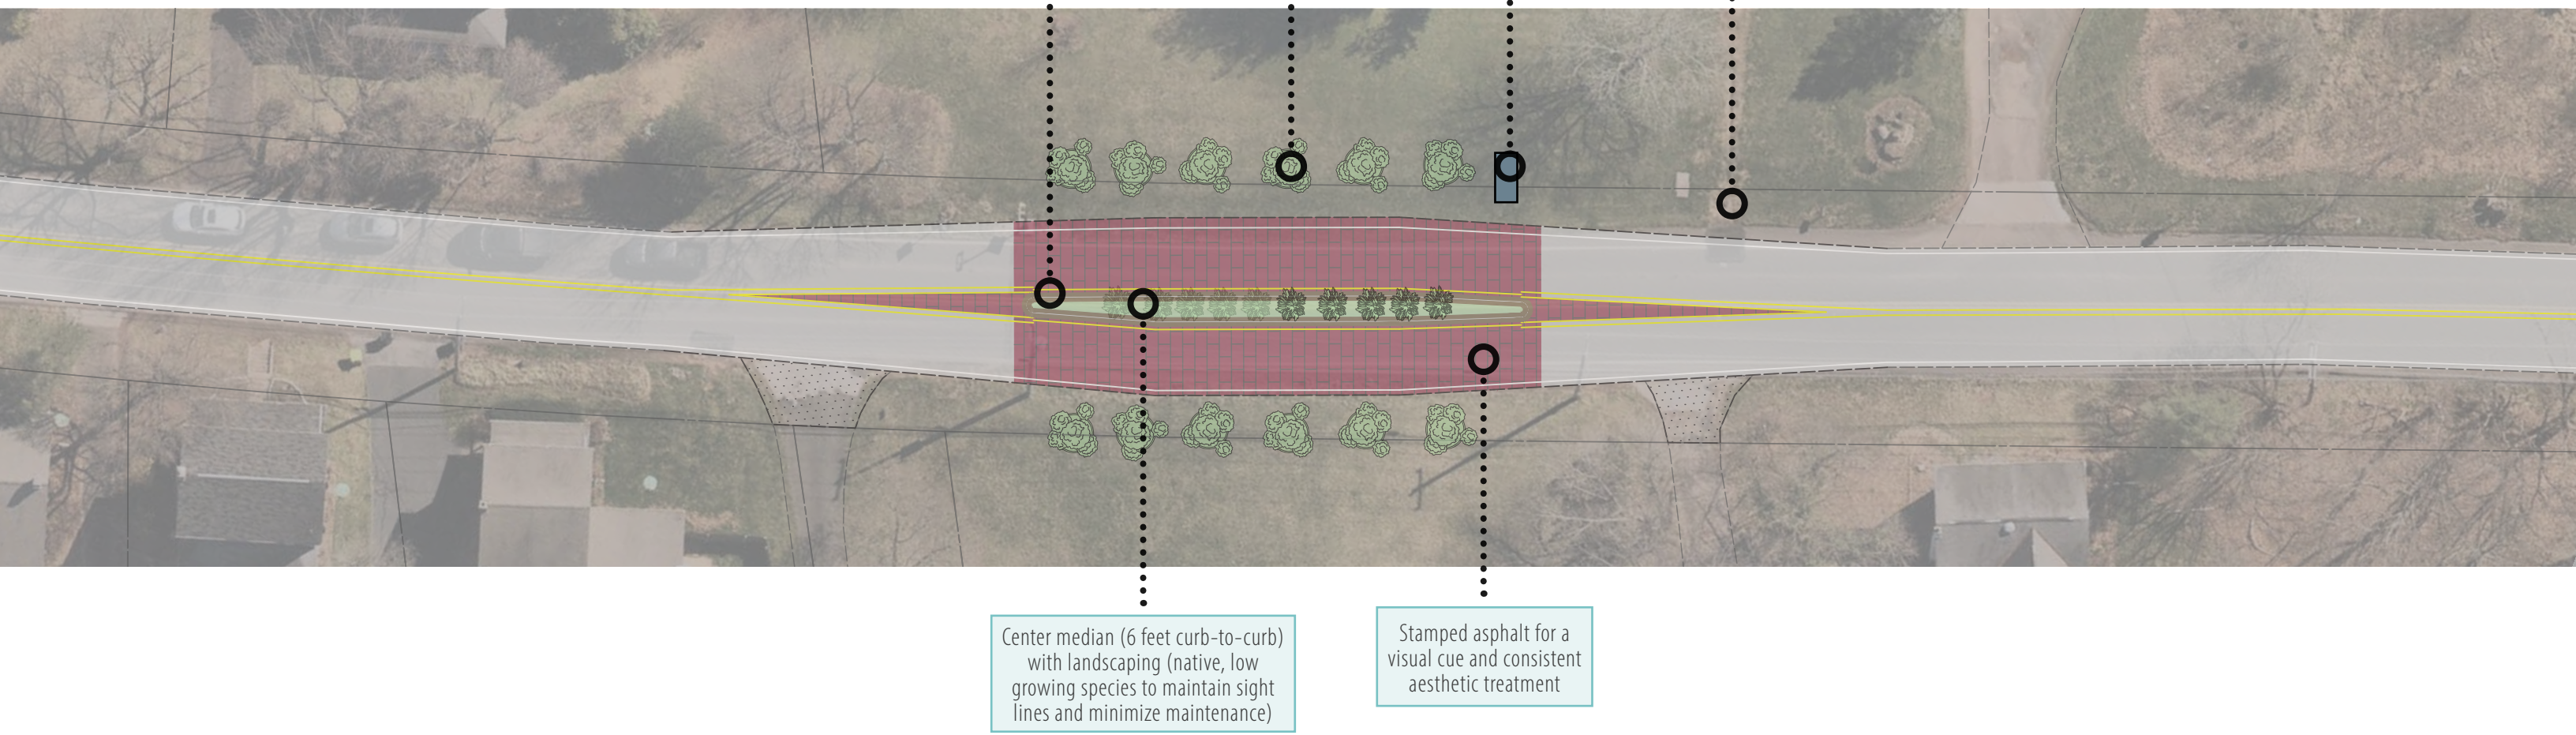 Center median (6 feet curb-to-curb)
with landscaping (native, low
growing species to maintain sight
lines and minimize maintenance)
Stamped asphalt for a
visual cue and consistent
aesthetic treatment